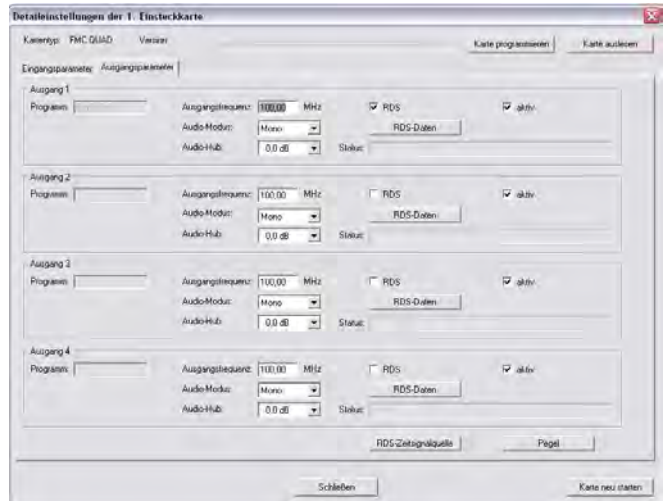 Detaileinstellungen der 1. Einsteckkarte
Kartentyp: FMC QUAD Version: Karte programmieren Karte auslesen
Eingangsparameter Ausgangsparameter
Ausgang 1
Programm: Ausgangsfrequenz: 100,00 MHz RDS aktiv
Audio-Modus: Mono RDS-Daten
Audio-Hub: 0,0 dB Status:
Ausgang 2
Programm: Ausgangsfrequenz: 100,00 MHz RDS aktiv
Audio-Modus: Mono RDS-Daten
Audio-Hub: 0,0 dB Status:
Ausgang 3
Programm: Ausgangsfrequenz: 100,00 MHz RDS aktiv
Audio-Modus: Mono RDS-Daten
Audio-Hub: 0,0 dB Status:
Ausgang 4
Programm: Ausgangsfrequenz: 100,00 MHz RDS aktiv
Audio-Modus: Mono RDS-Daten
Audio-Hub: 0,0 dB Status:
RDS-Zeitsignalquelle Pegel
Schließen Karte neu starten